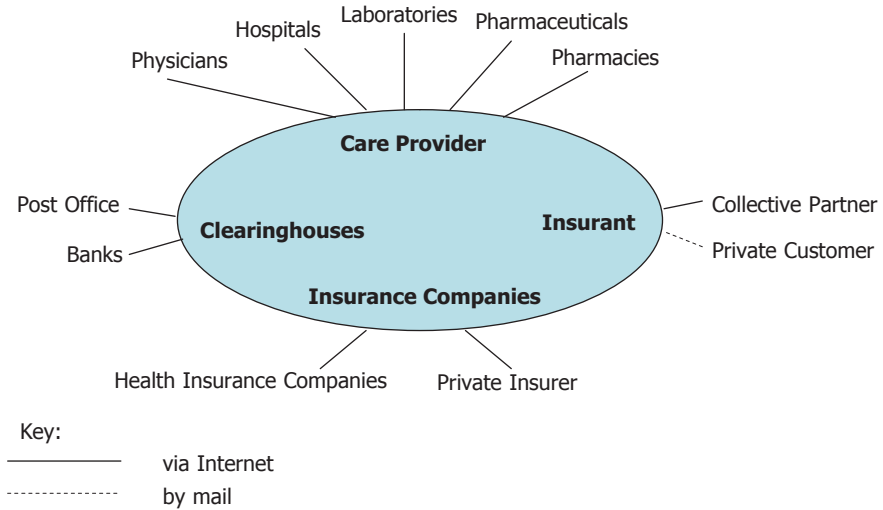 Laboratories
Hospitals
Pharmaceuticals
Physicians
Pharmacies
Care Provider
Post Office
Collective Partner
Clearinghouses
Insurant
Banks
Private Customer
Insurance Companies
Health Insurance Companies
Private Insurer
Key:
via Internet
by mail